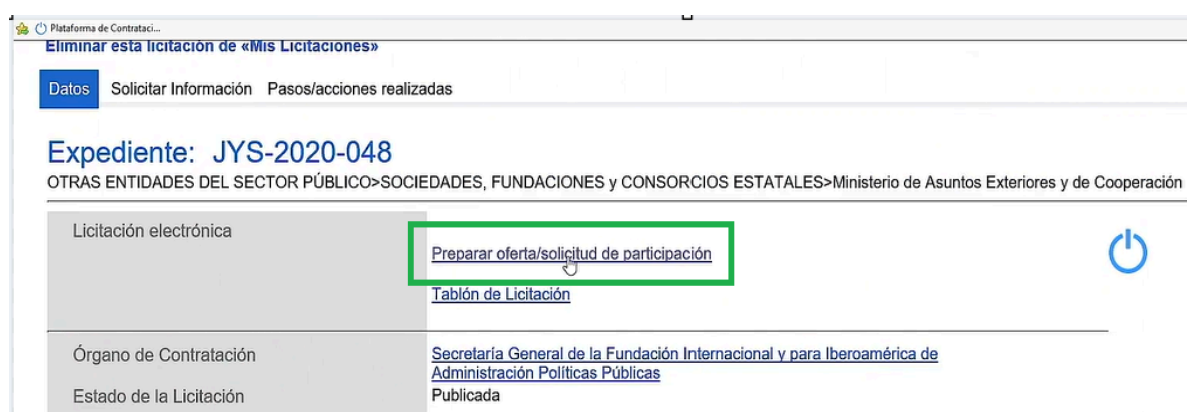 Plataforma de Contrataci...
Eliminar esta licitación de «Mis Licitaciones»
Datos Solicitar Información Pasos/acciones realizadas
Expediente: JYS-2020-048
OTRAS ENTIDADES DEL SECTOR PÚBLICO>SOCIEDADES, FUNDACIONES y CONSORCIOS ESTATALES>Ministerio de Asuntos Exteriores y de Cooperación
Licitación electrónica
Preparar oferta/solicitud de participación
Tablón de Licitación
Órgano de Contratación Secretaría General de la Fundación Internacional y para Iberoamérica de
Administración Políticas Públicas
Estado de la Licitación Publicada